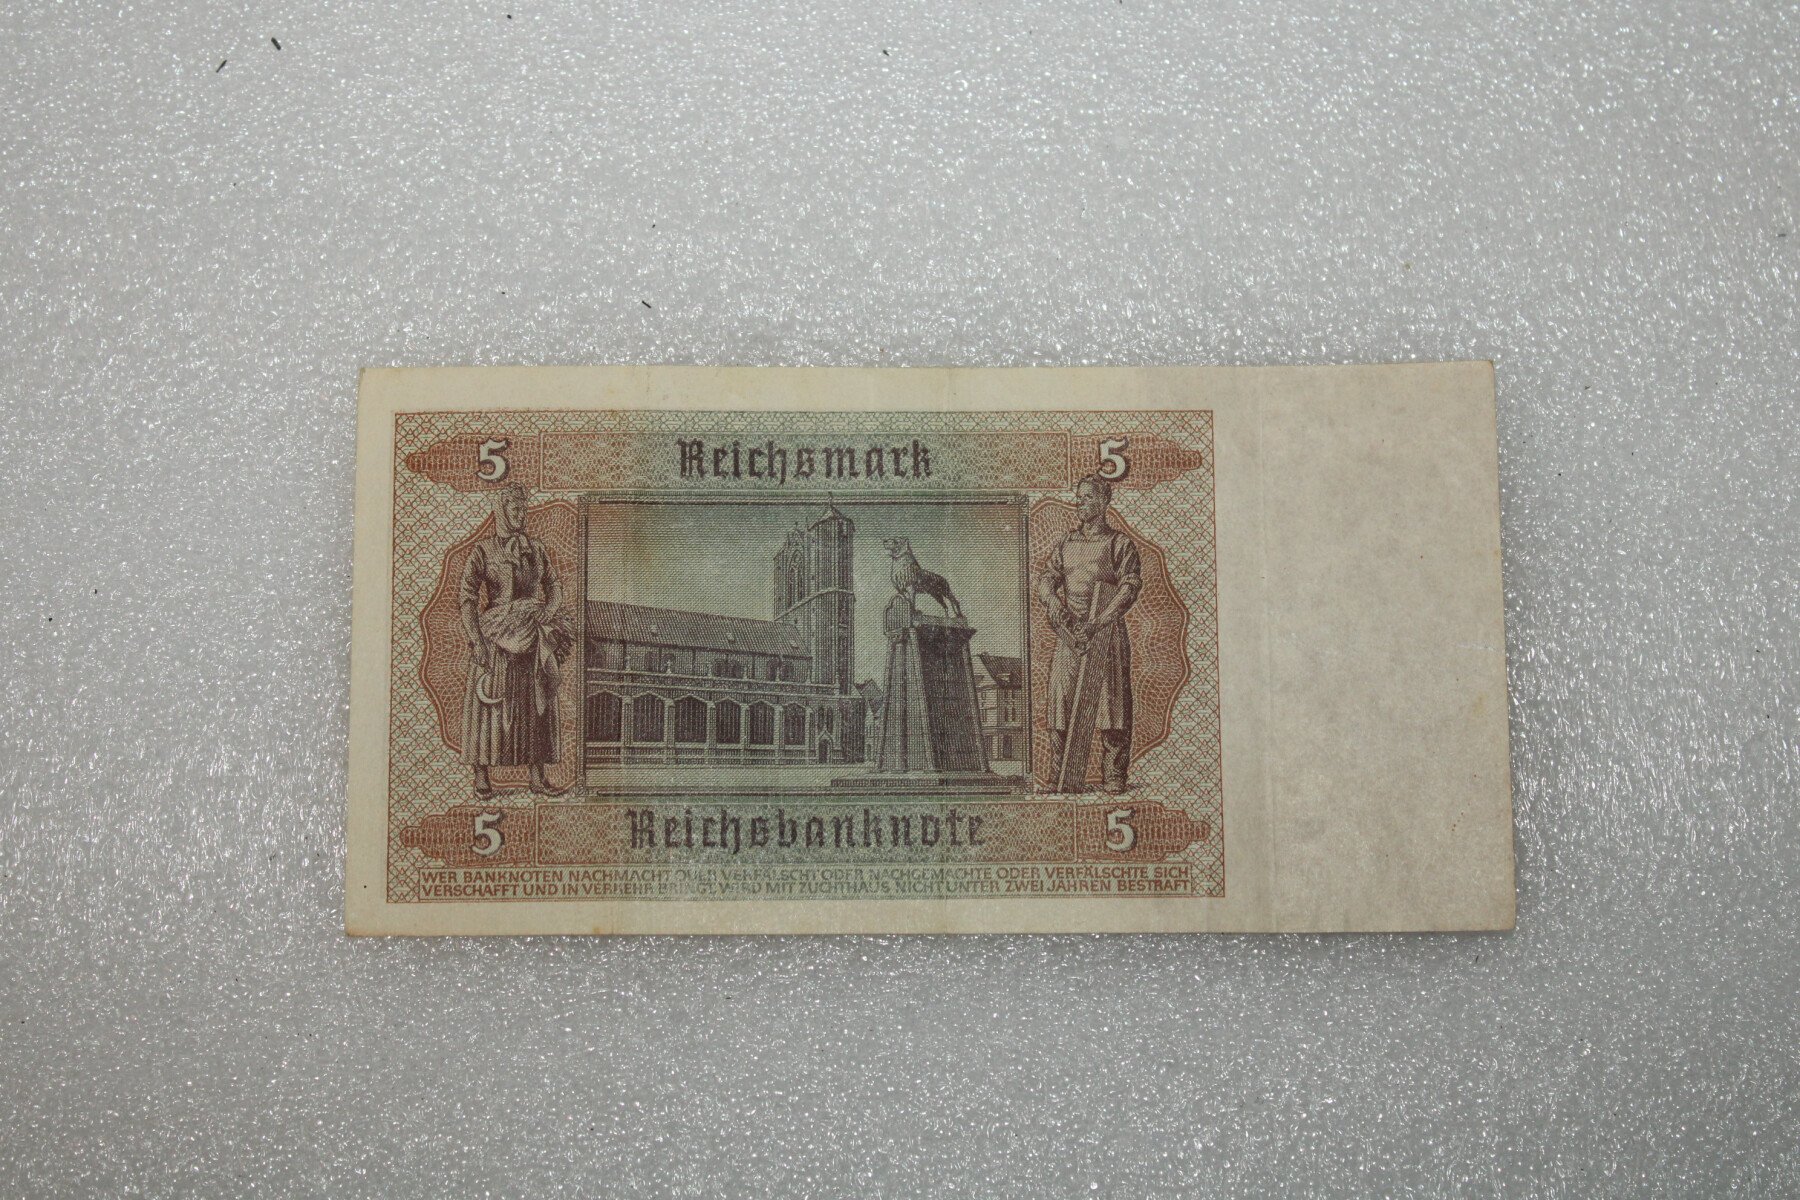 5 Reichsmark 5
5 Reichsbanknote 5
WER BANKNOTEN NACHMACHT ODER VERFÄLSCHT ODER NACHGEMACHTE ODER VERFÄLSCHTE SICH
VERSCHAFFT UND IN VERKEHR BRINGT, WIRD MIT ZUCHTHAUS NICHT UNTER ZWEI JAHREN BESTRAFT